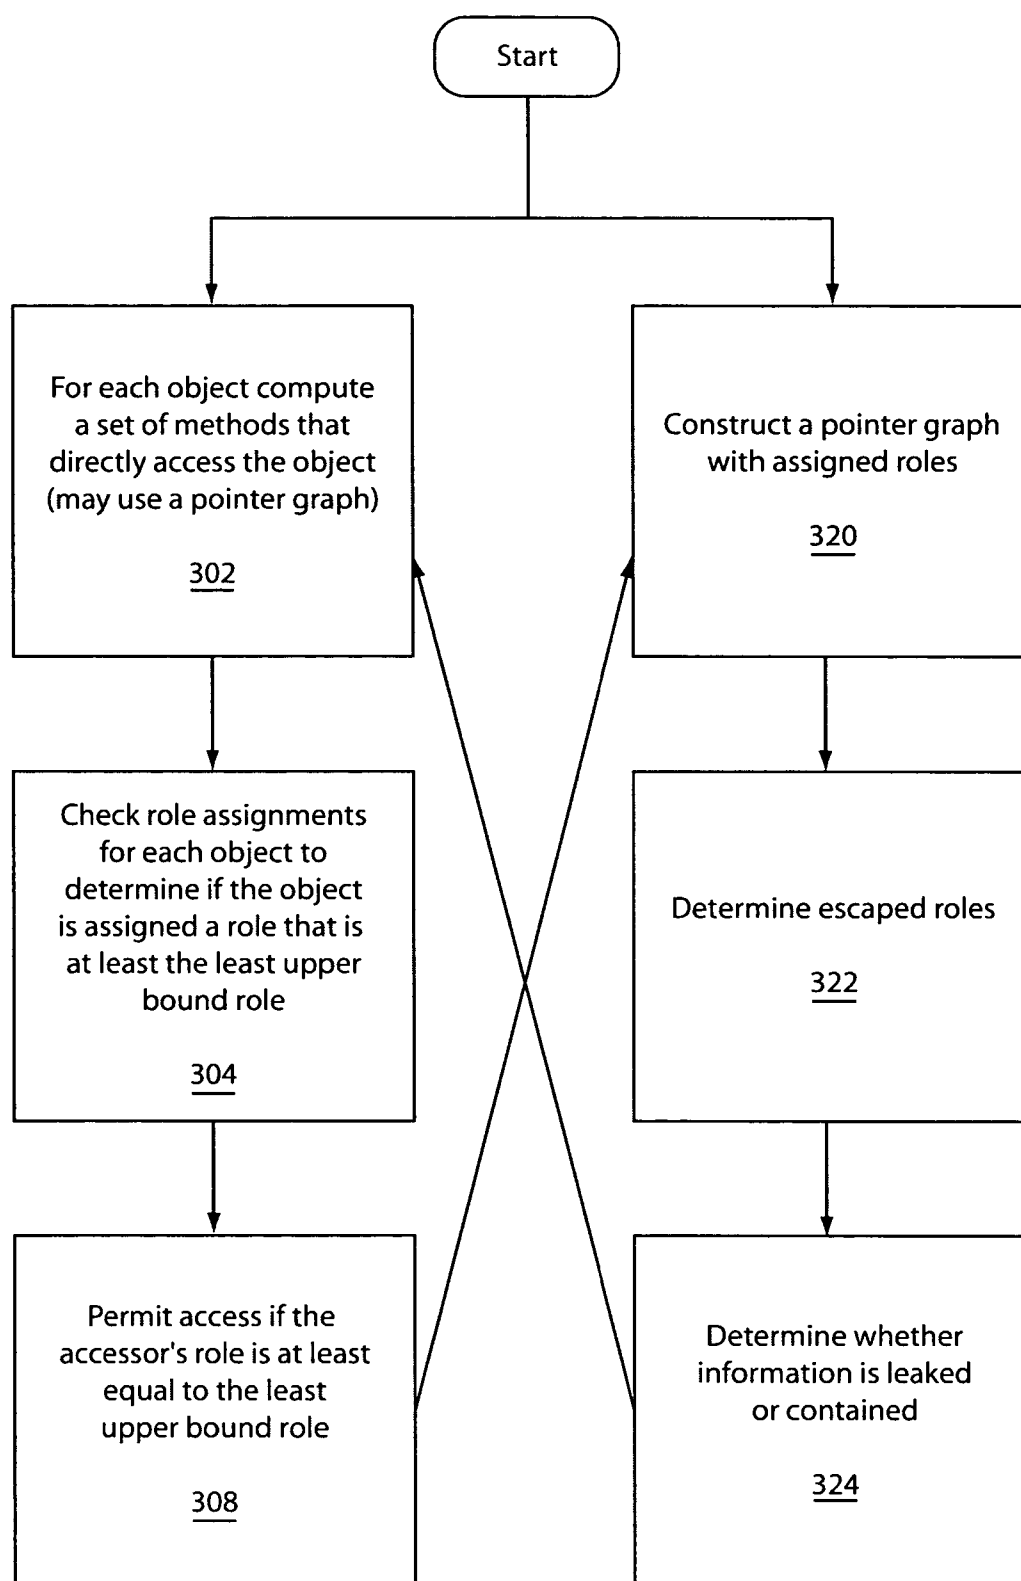 Start
For each object compute
a set of methods that
directly access the object
(may use a pointer graph)
302
Construct a pointer graph
with assigned roles
320
Check role assignments
for each object to
determine if the object
is assigned a role that is
at least the least upper
bound role
304
Determine escaped roles
322
Permit access if the
accessor's role is at least
equal to the least
upper bound role
308
Determine whether
information is leaked
or contained
324